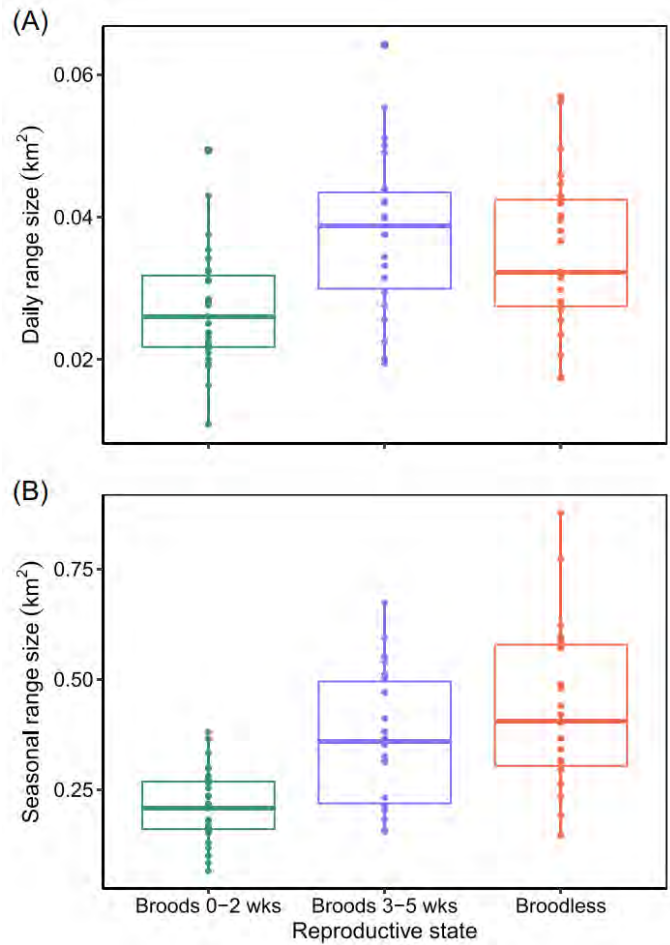 (A)
Daily range size (km²)
0.06
0.04
0.02
(B)
Seasonal range size (km²)
0.75
0.50
0.25
Broods 0−2 wks Broods 3−5 wks Broodless
Reproductive state